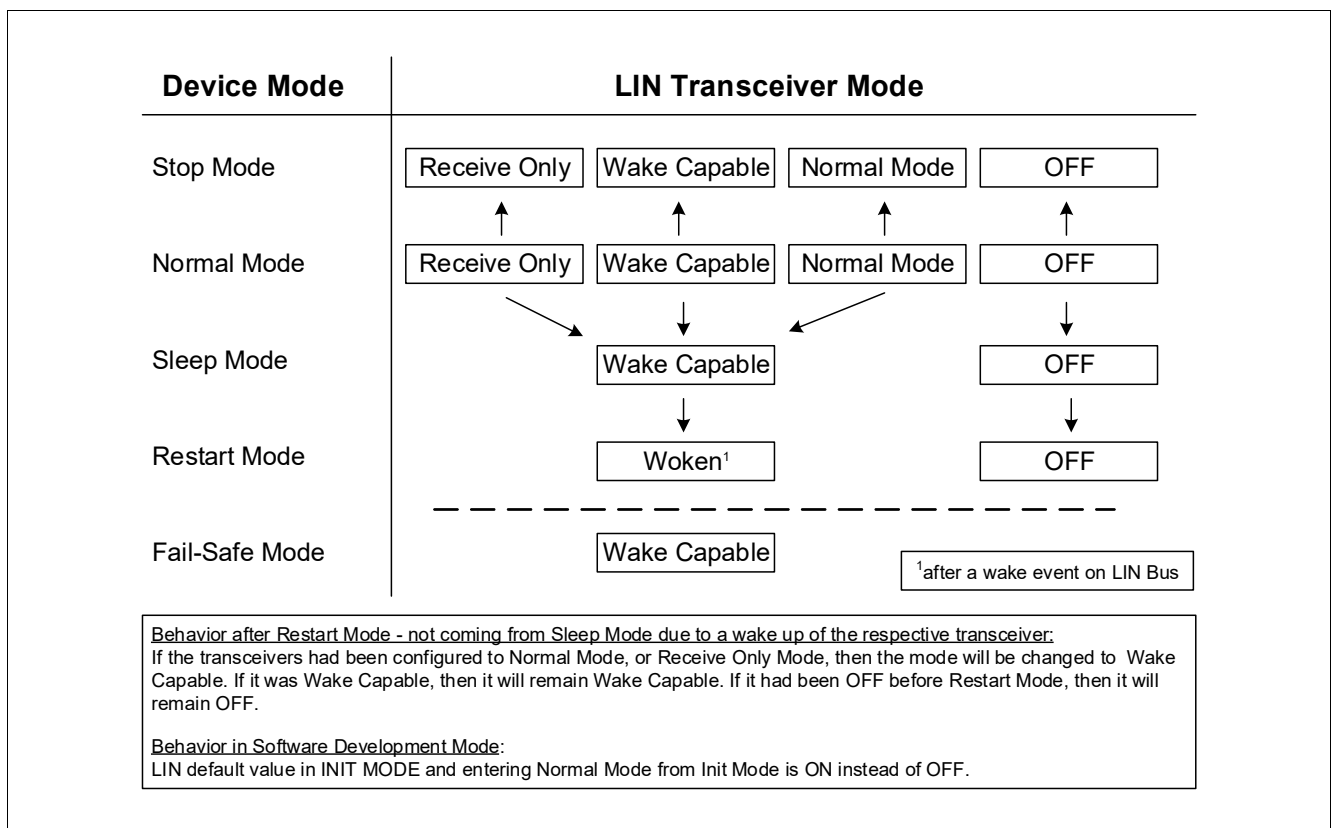 Device Mode LIN Transceiver Mode
Stop Mode Receive Only Wake Capable Normal Mode OFF
Normal Mode Receive Only Wake Capable Normal Mode OFF
Sleep Mode Wake Capable OFF
Restart Mode Woken¹ OFF
Fail-Safe Mode Wake Capable
¹after a wake event on LIN Bus
Behavior after Restart Mode - not coming from Sleep Mode due to a wake up of the respective transceiver:
If the transceivers had been configured to Normal Mode, or Receive Only Mode, then the mode will be changed to Wake
Capable. If it was Wake Capable, then it will remain Wake Capable. If it had been OFF before Restart Mode, then it will
remain OFF.
Behavior in Software Development Mode:
LIN default value in INIT MODE and entering Normal Mode from Init Mode is ON instead of OFF.